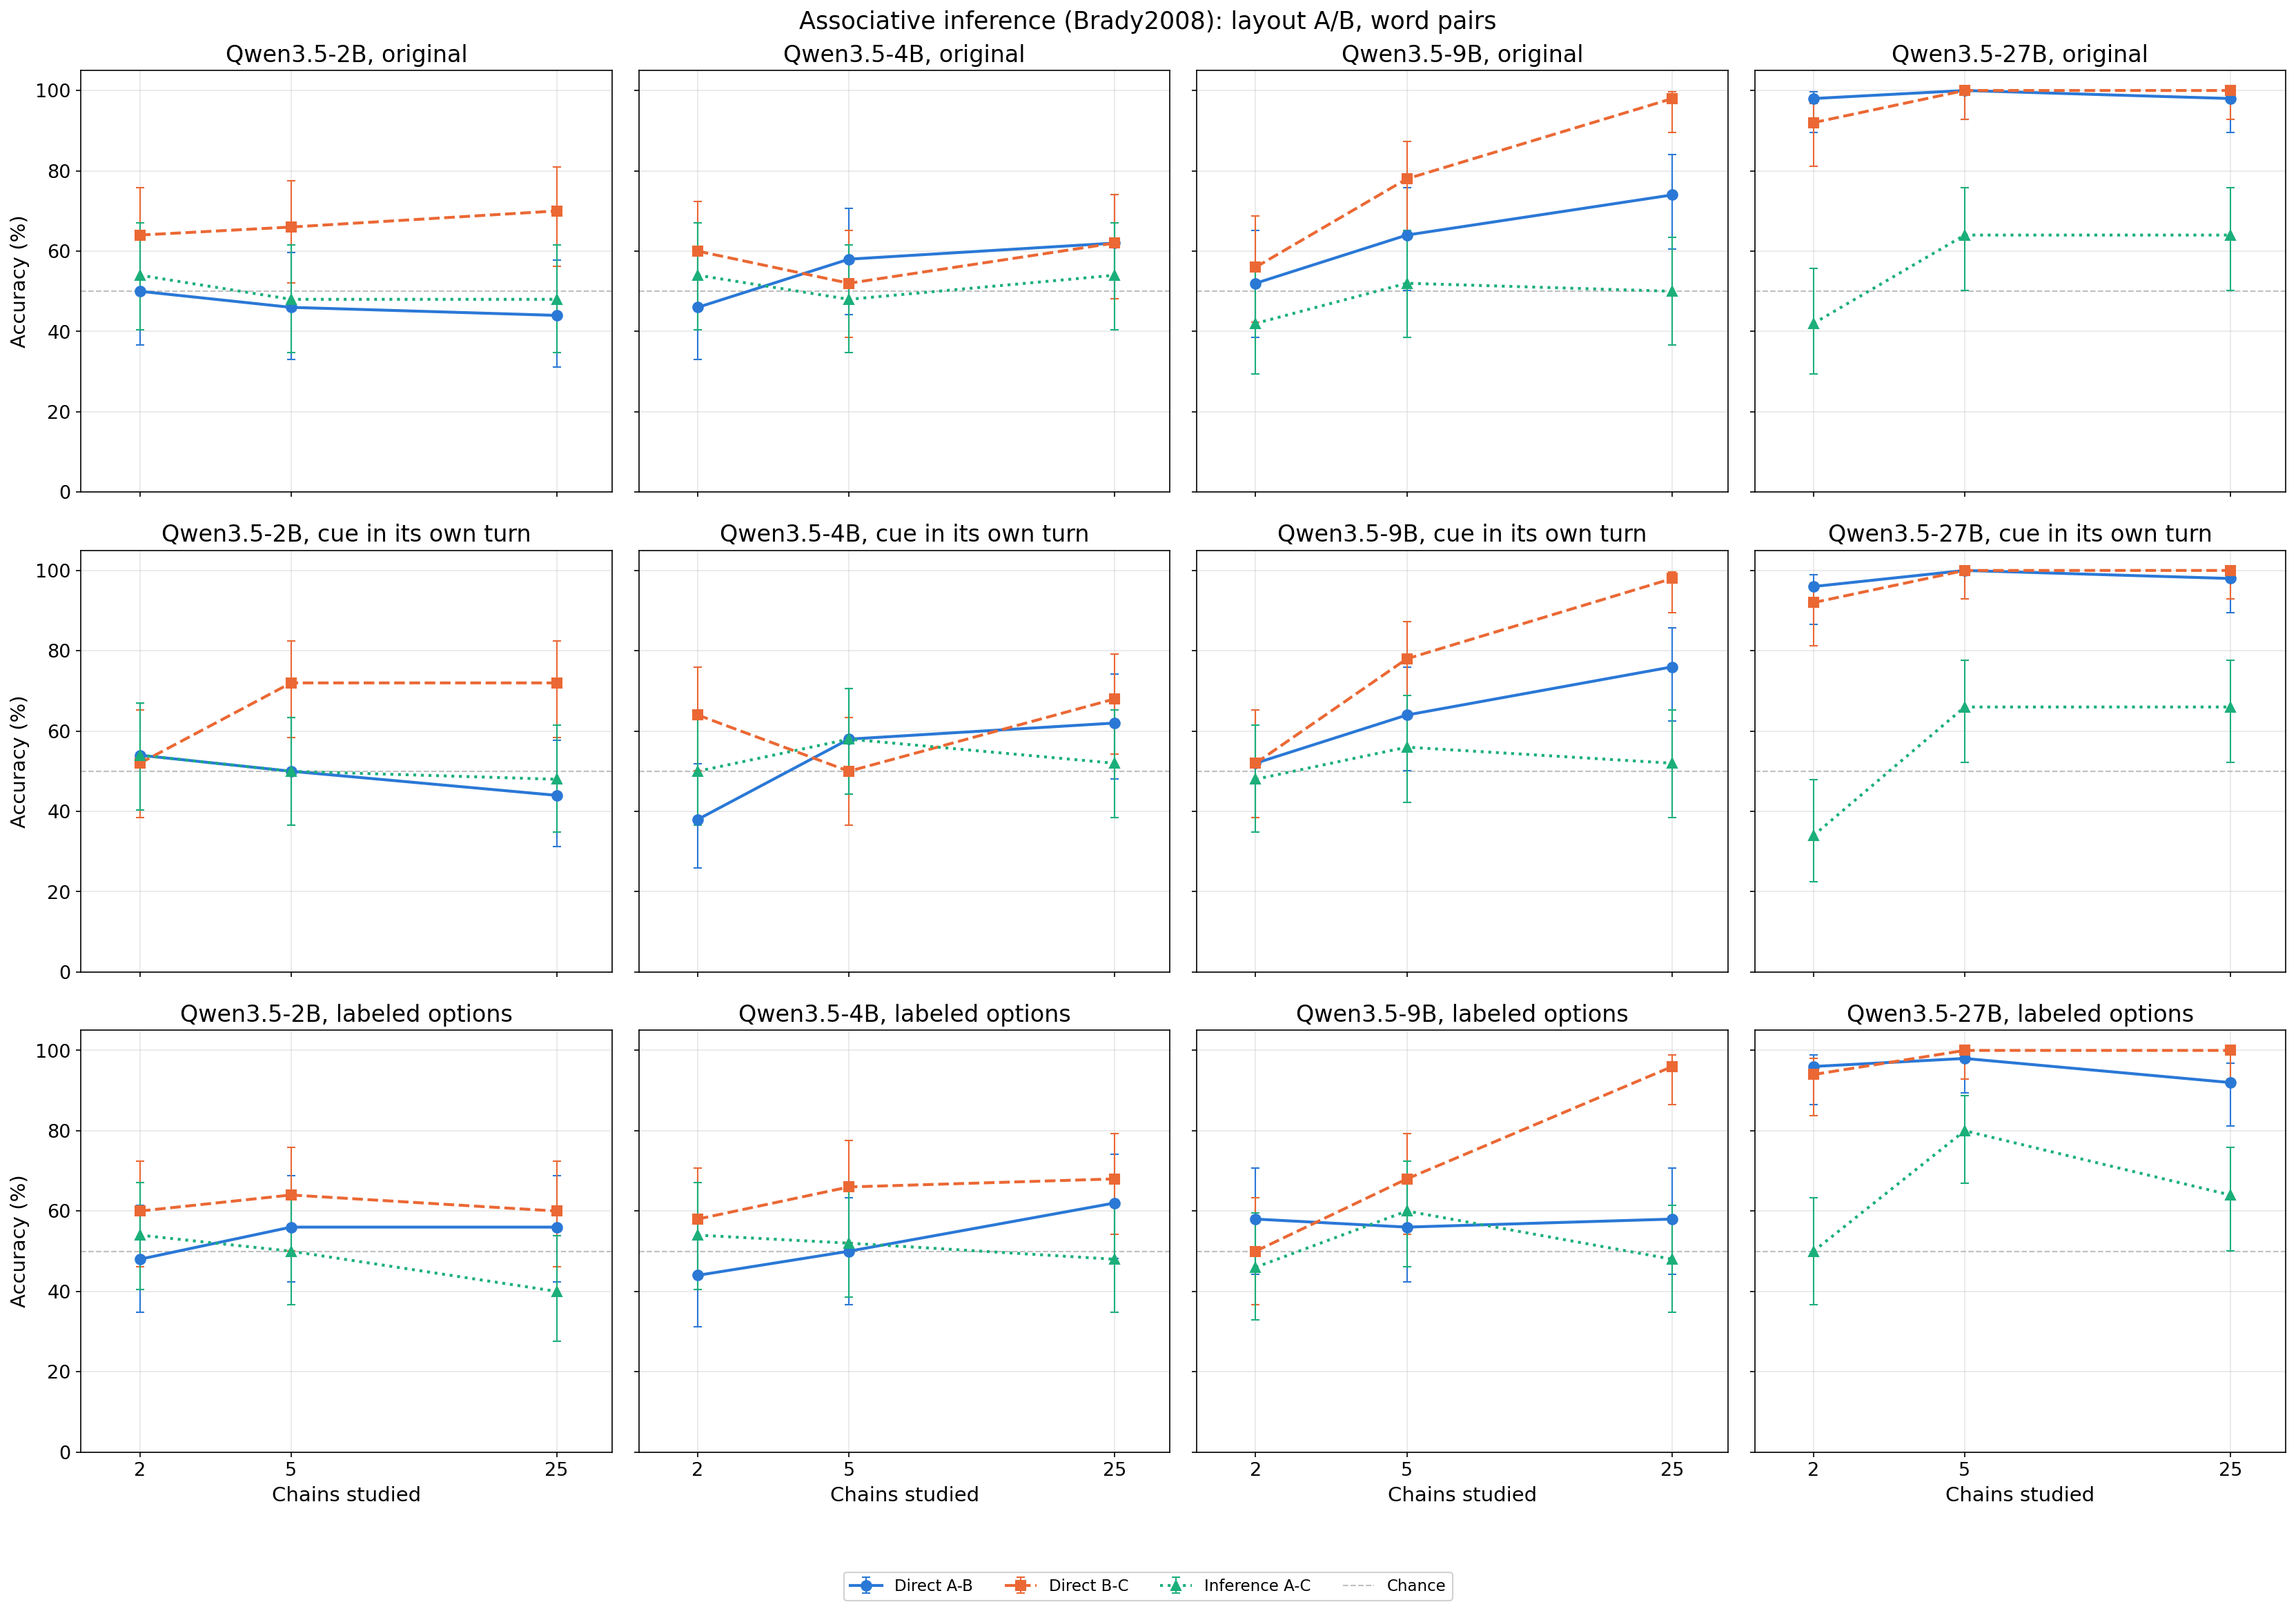 Associative inference (Brady2008): layout A/B, word pairs
Qwen3.5-2B, original
Qwen3.5-4B, original
Qwen3.5-9B, original
Qwen3.5-27B, original
Accuracy (%)
100
80
60
40
20
0
Qwen3.5-2B, cue in its own turn
Qwen3.5-4B, cue in its own turn
Qwen3.5-9B, cue in its own turn
Qwen3.5-27B, cue in its own turn
Accuracy (%)
100
80
60
40
20
0
Qwen3.5-2B, labeled options
Qwen3.5-4B, labeled options
Qwen3.5-9B, labeled options
Qwen3.5-27B, labeled options
Accuracy (%)
100
80
60
40
20
0
2 5 25
2 5 25
2 5 25
2 5 25
Chains studied
Chains studied
Chains studied
Chains studied
Direct A-B
Direct B-C
Inference A-C
Chance